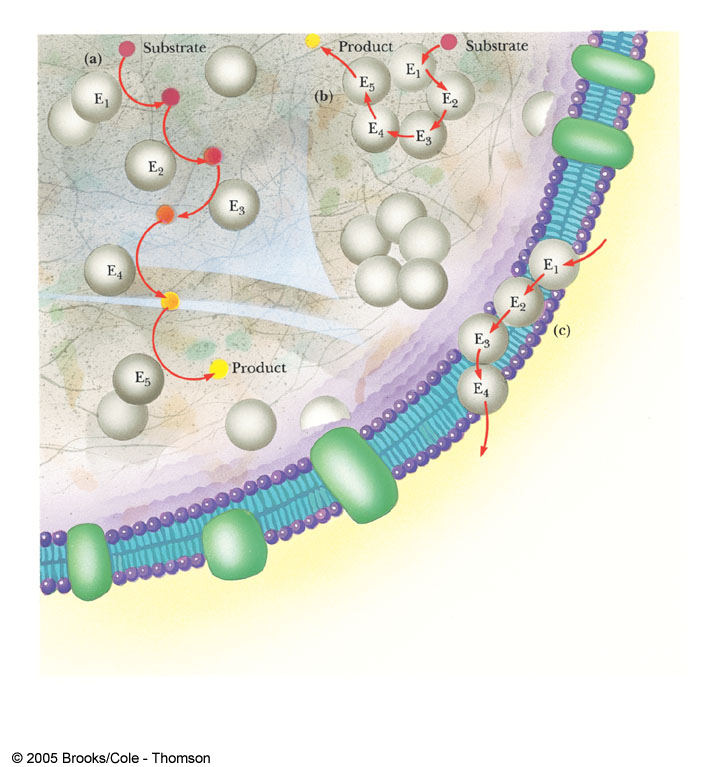 (a)
Substrate
E1
E2
E3
E4
E5
Product
Product
Substrate
(b)
E1
E2
E3
E4
E5
E1
E2
E3
E4
(c)
© 2005 Brooks/Cole - Thomson